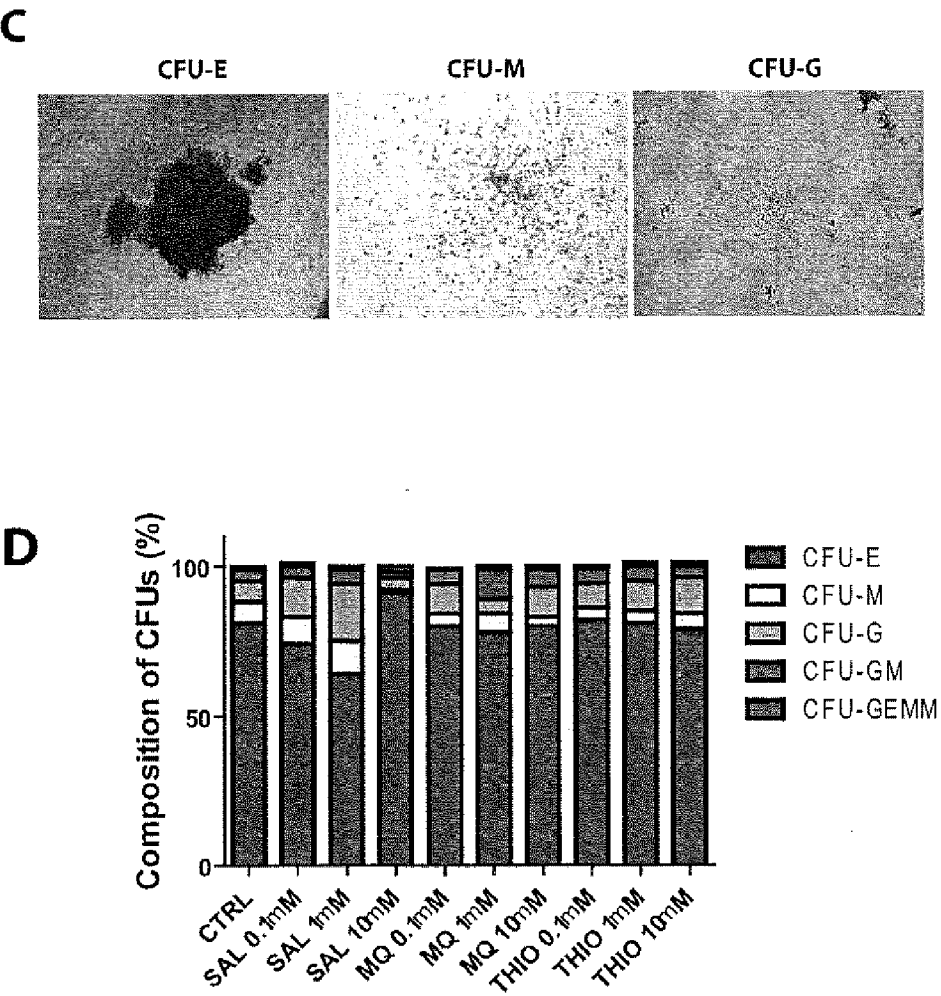 C
CFU-E CFU-M CFU-G
D
Composition of CFUs (%)
100
50
0
CTRL
SAL 0.1mM
SAL 1mM
SAL 10mM
MQ 0.1mM
MQ 1mM
MQ 10mM
THIO 0.1mM
THIO 1mM
THIO 10mM
CFU-E
CFU-M
CFU-G
CFU-GM
CFU-GEMM